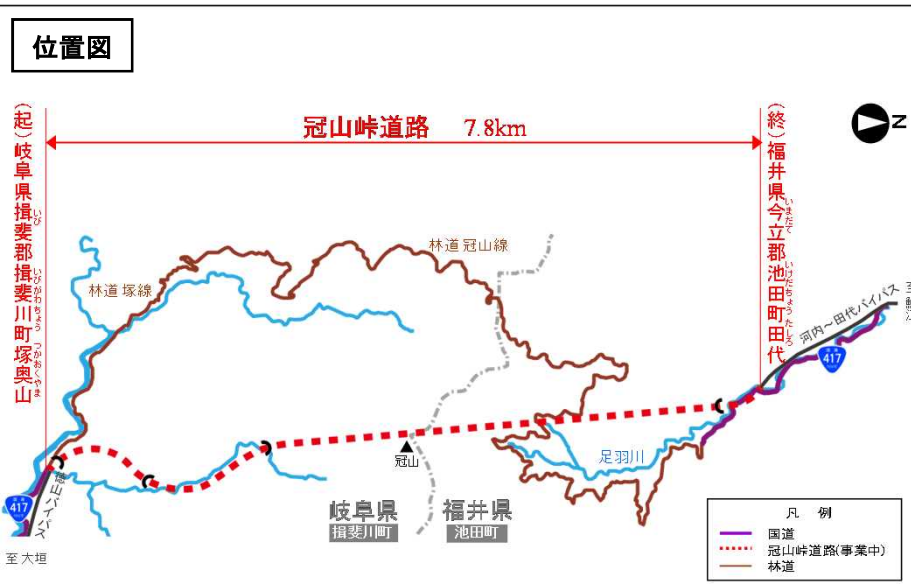 位置図
冠山峠道路 7.8km
(起)岐阜県揖斐郡揖斐川町塚奥山
いび
いびがわちょう
つかおくやま
(終)福井県今立郡池田町田代
いまだて
いけだちょう
たしろ
N
林道冠山線
林道塚線
河内~田代バイパス
417
足羽川
冠山
岐阜県
揖斐川町
福井県
池田町
417
山バイパス
至大垣
凡例
国道
冠山峠道路(事業中)
林道